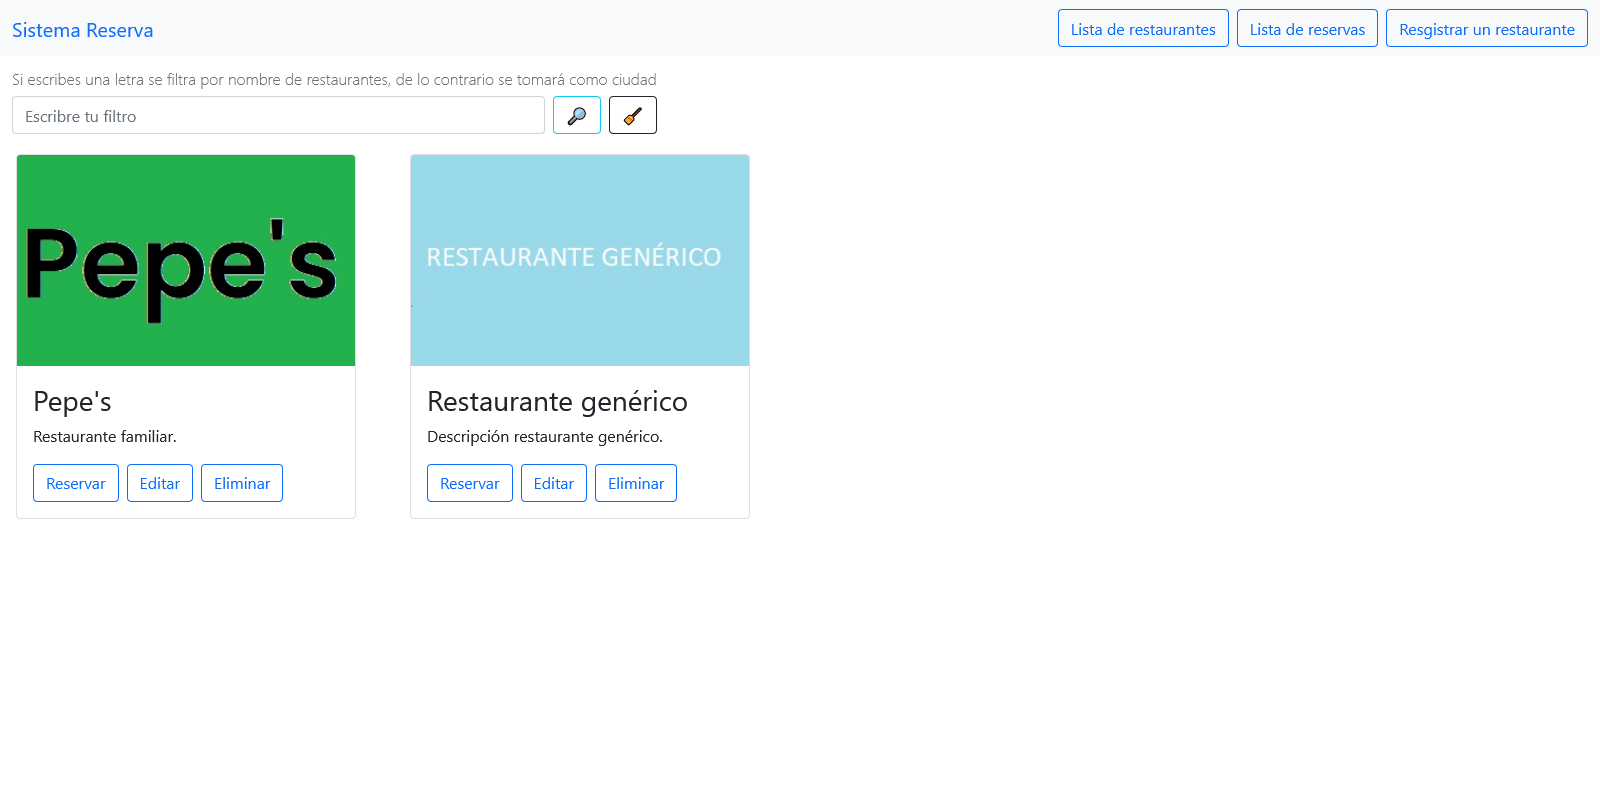 Sistema Reserva
Lista de restaurantes
Lista de reservas
Resgistrar un restaurante
Si escribes una letra se filtra por nombre de restaurantes, de lo contrario se tomará como ciudad
Escribre tu filtro
Pepe's
RESTAURANTE GENÉRICO
Pepe's
Restaurante familiar.
Reservar
Editar
Eliminar
Restaurante genérico
Descripción restaurante genérico.
Reservar
Editar
Eliminar